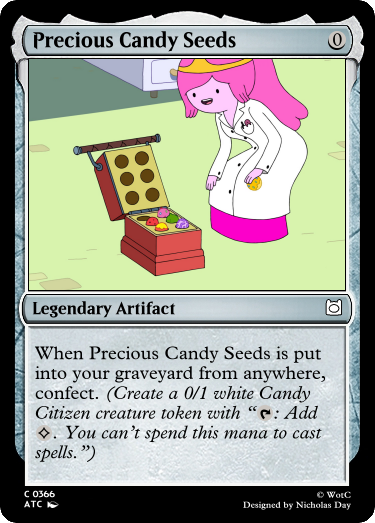 Precious Candy Seeds 0
Legendary Artifact
When Precious Candy Seeds is put
into your graveyard from anywhere,
confect. (Create a 0/1 white Candy
Citizen creature token with “: Add
. You can’t spend this mana to cast
spells.”)
C 0366 © WotC
ATC Designed by Nicholas Day